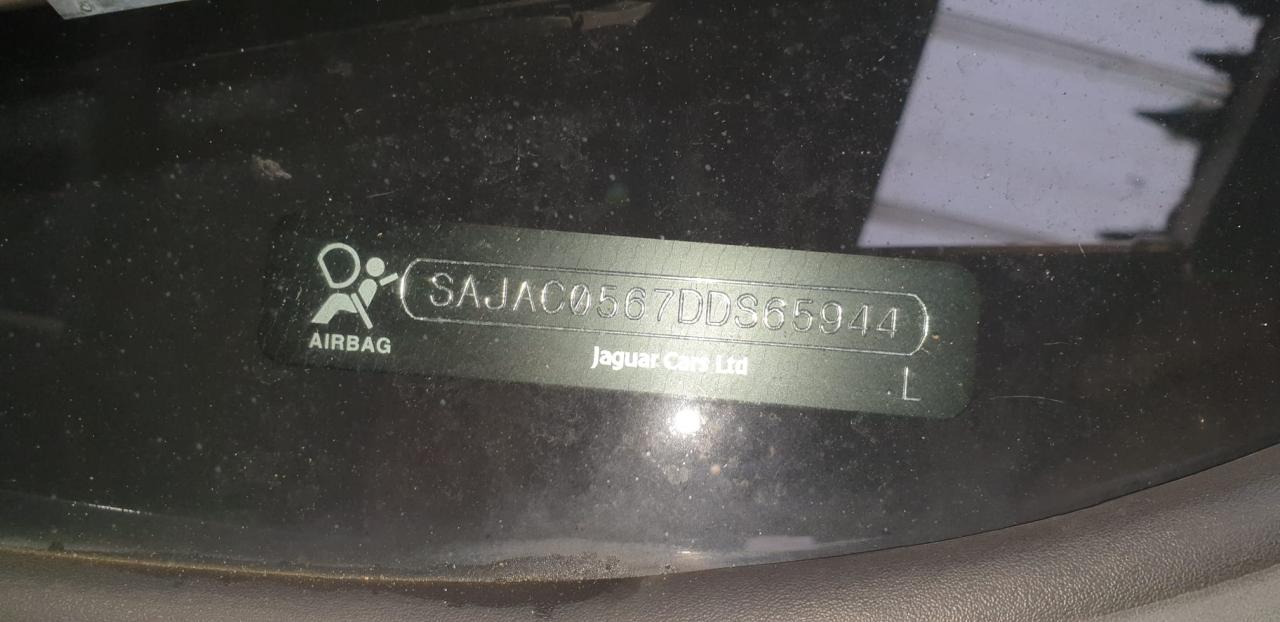 SAJAC0567DDS65944
AIRBAG
Jaguar Cars Ltd
L